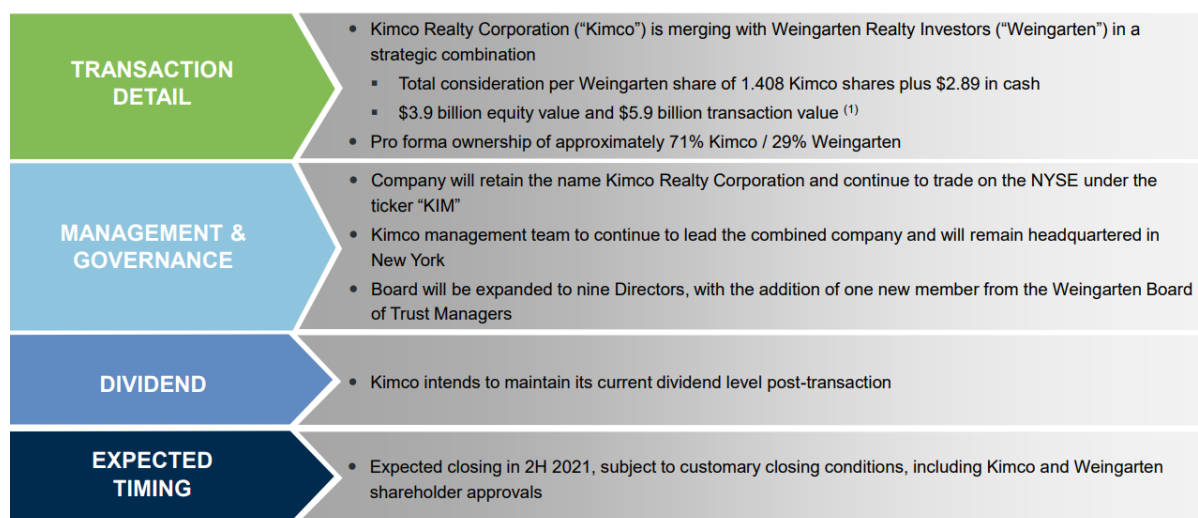 TRANSACTION
DETAIL
• Kimco Realty Corporation (“Kimco”) is merging with Weingarten Realty Investors (“Weingarten”) in a
strategic combination
▪ Total consideration per Weingarten share of 1.408 Kimco shares plus $2.89 in cash
▪ $3.9 billion equity value and $5.9 billion transaction value (1)
• Pro forma ownership of approximately 71% Kimco / 29% Weingarten
MANAGEMENT &
GOVERNANCE
• Company will retain the name Kimco Realty Corporation and continue to trade on the NYSE under the
ticker “KIM”
• Kimco management team to continue to lead the combined company and will remain headquartered in
New York
• Board will be expanded to nine Directors, with the addition of one new member from the Weingarten Board
of Trust Managers
DIVIDEND
• Kimco intends to maintain its current dividend level post-transaction
EXPECTED
TIMING
• Expected closing in 2H 2021, subject to customary closing conditions, including Kimco and Weingarten
shareholder approvals